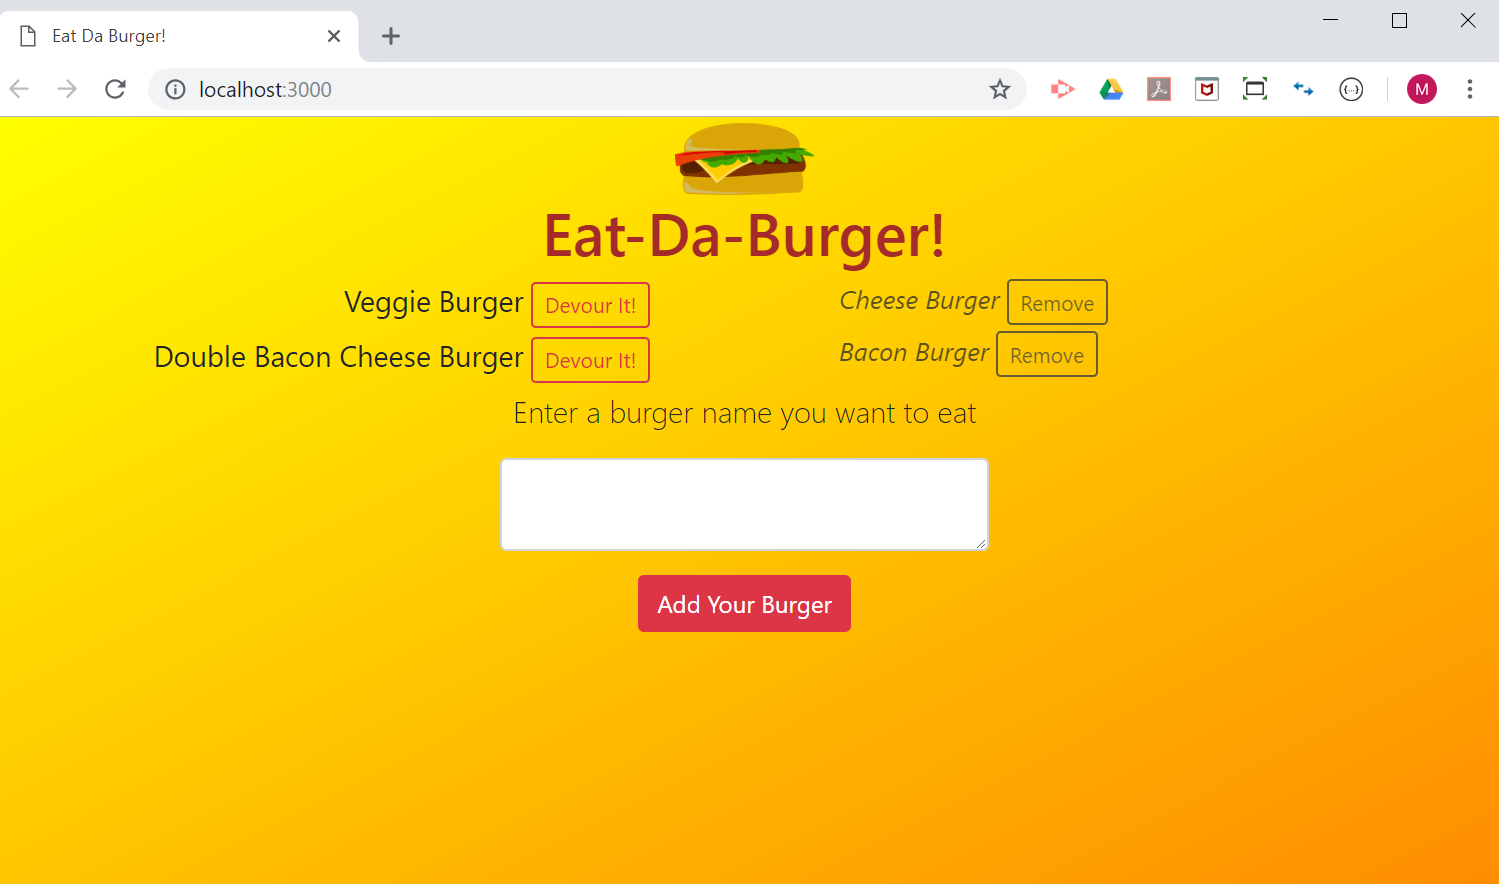 Eat Da Burger!
localhost:3000
M
Eat-Da-Burger!
Veggie Burger Devour It!
Double Bacon Cheese Burger Devour It!
Cheese Burger Remove
Bacon Burger Remove
Enter a burger name you want to eat
Add Your Burger